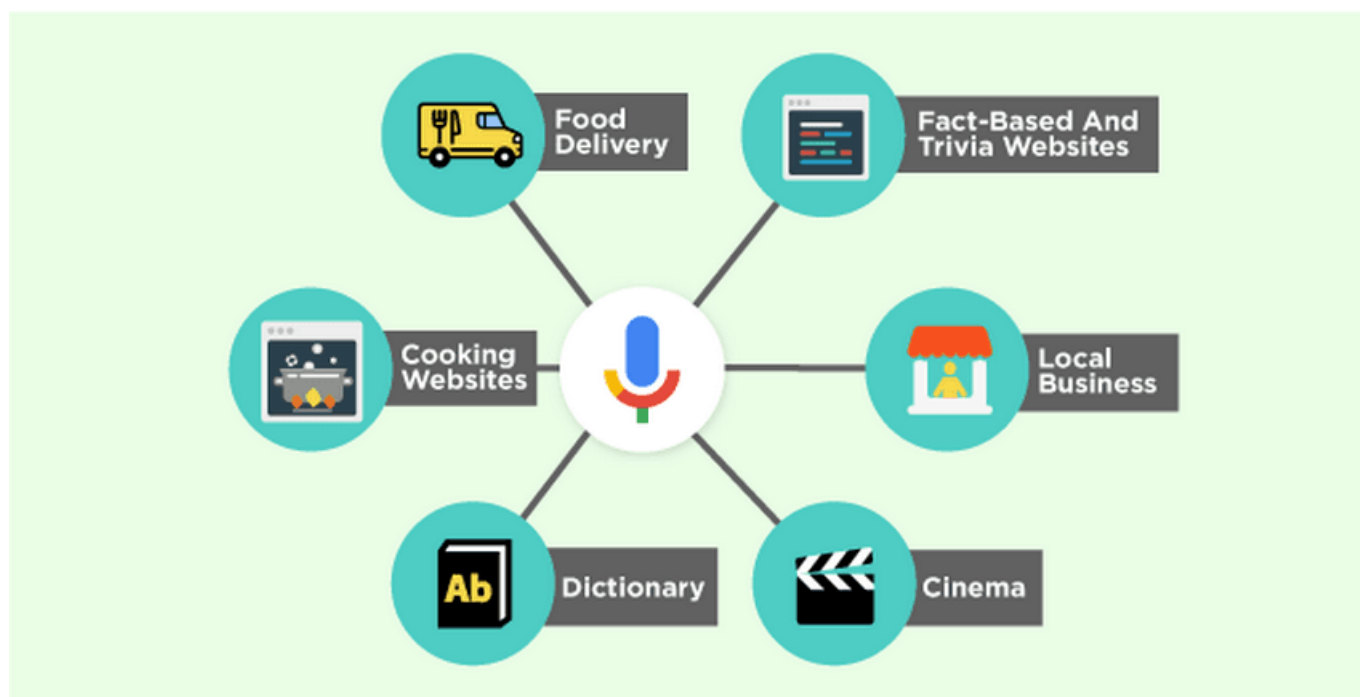 Food
Delivery
Fact-Based And
Trivia Websites
Cooking
Websites
Local
Business
Ab
Dictionary
Cinema